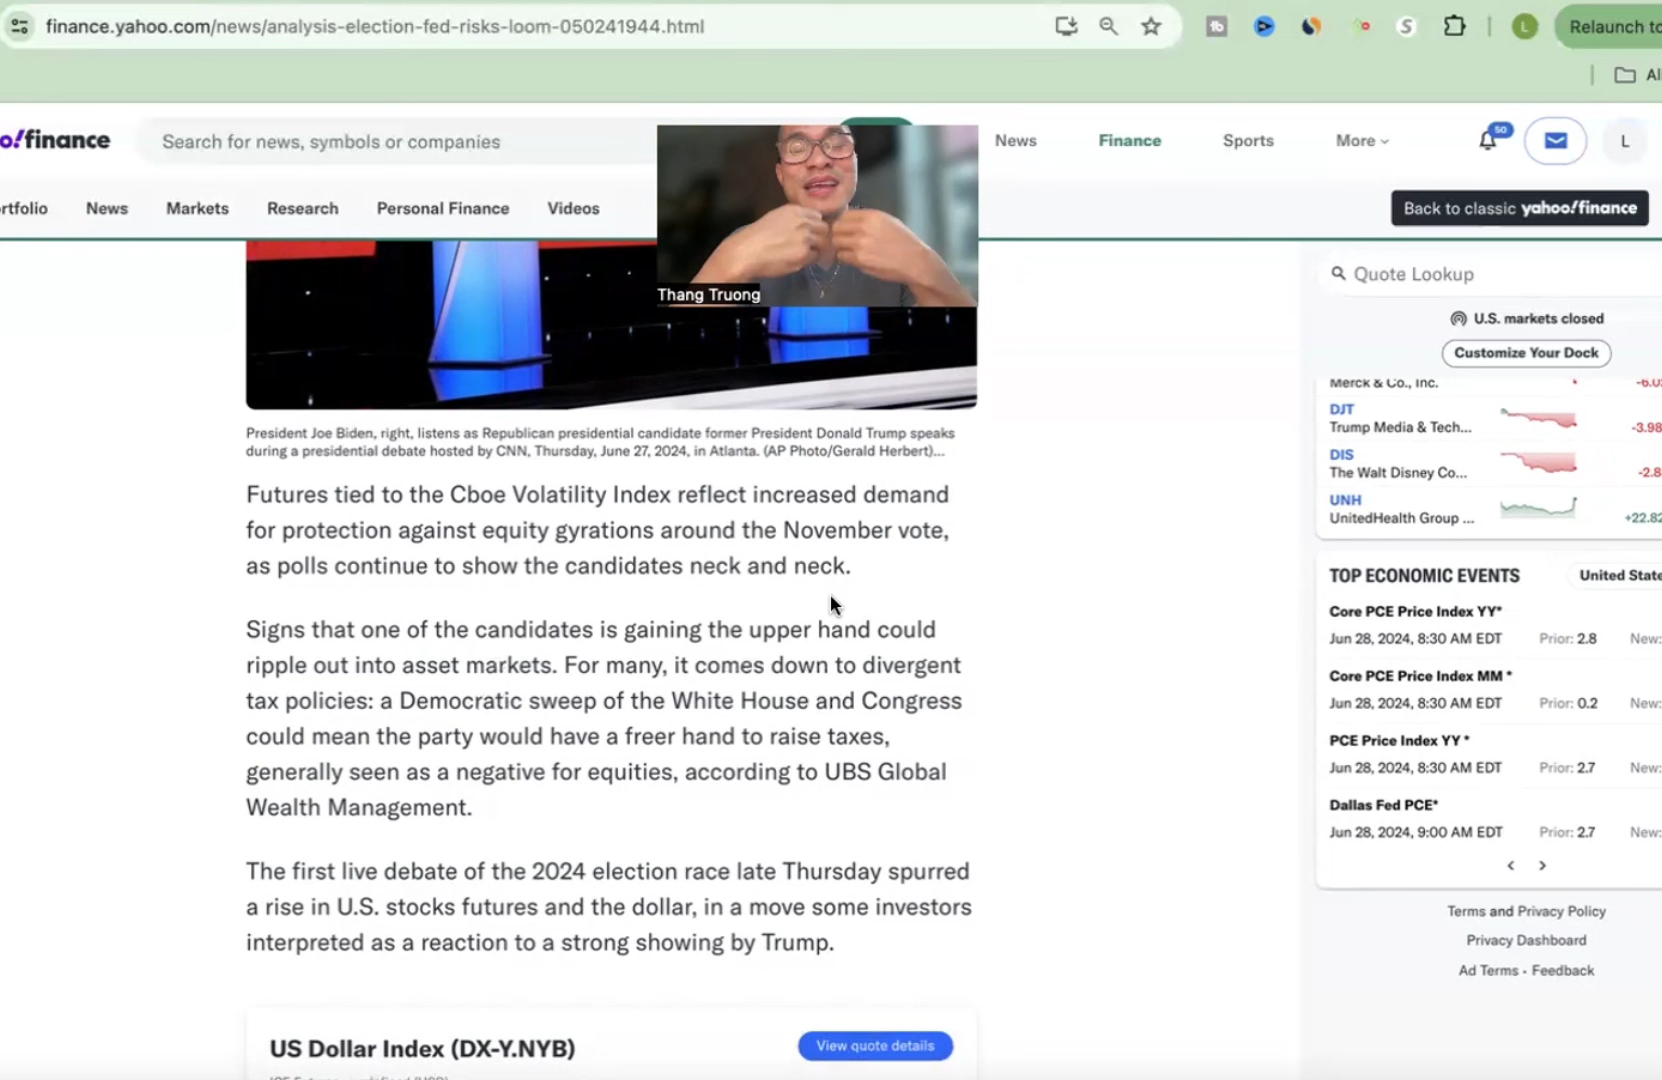 finance.yahoo.com/news/analysis-election-fed-risks-loom-050241944.html
tb
S
L
Relaunch to
Al
o!finance
Search for news, symbols or companies
News
Finance
Sports
More
50
L
rtfolio
News
Markets
Research
Personal Finance
Videos
Back to classic yahoo!finance
Thang Truong
President Joe Biden, right, listens as Republican presidential candidate former President Donald Trump speaks
during a presidential debate hosted by CNN, Thursday, June 27, 2024, in Atlanta. (AP Photo/Gerald Herbert)...
Futures tied to the Cboe Volatility Index reflect increased demand
for protection against equity gyrations around the November vote,
as polls continue to show the candidates neck and neck.
Signs that one of the candidates is gaining the upper hand could
ripple out into asset markets. For many, it comes down to divergent
tax policies: a Democratic sweep of the White House and Congress
could mean the party would have a freer hand to raise taxes,
generally seen as a negative for equities, according to UBS Global
Wealth Management.
The first live debate of the 2024 election race late Thursday spurred
a rise in U.S. stocks futures and the dollar, in a move some investors
interpreted as a reaction to a strong showing by Trump.
US Dollar Index (DX-Y.NYB)
View quote details
Quote Lookup
U.S. markets closed
Customize Your Dock
Merck & Co., Inc. -6.0
DJT
Trump Media & Tech... -3.98
DIS
The Walt Disney Co... -2.8
UNH
UnitedHealth Group ... +22.82
TOP ECONOMIC EVENTS United State
Core PCE Price Index YY*
Jun 28, 2024, 8:30 AM EDT Prior: 2.8 New:
Core PCE Price Index MM *
Jun 28, 2024, 8:30 AM EDT Prior: 0.2 New:
PCE Price Index YY *
Jun 28, 2024, 8:30 AM EDT Prior: 2.7 New:
Dallas Fed PCE*
Jun 28, 2024, 9:00 AM EDT Prior: 2.7 New:
Terms and Privacy Policy
Privacy Dashboard
Ad Terms • Feedback